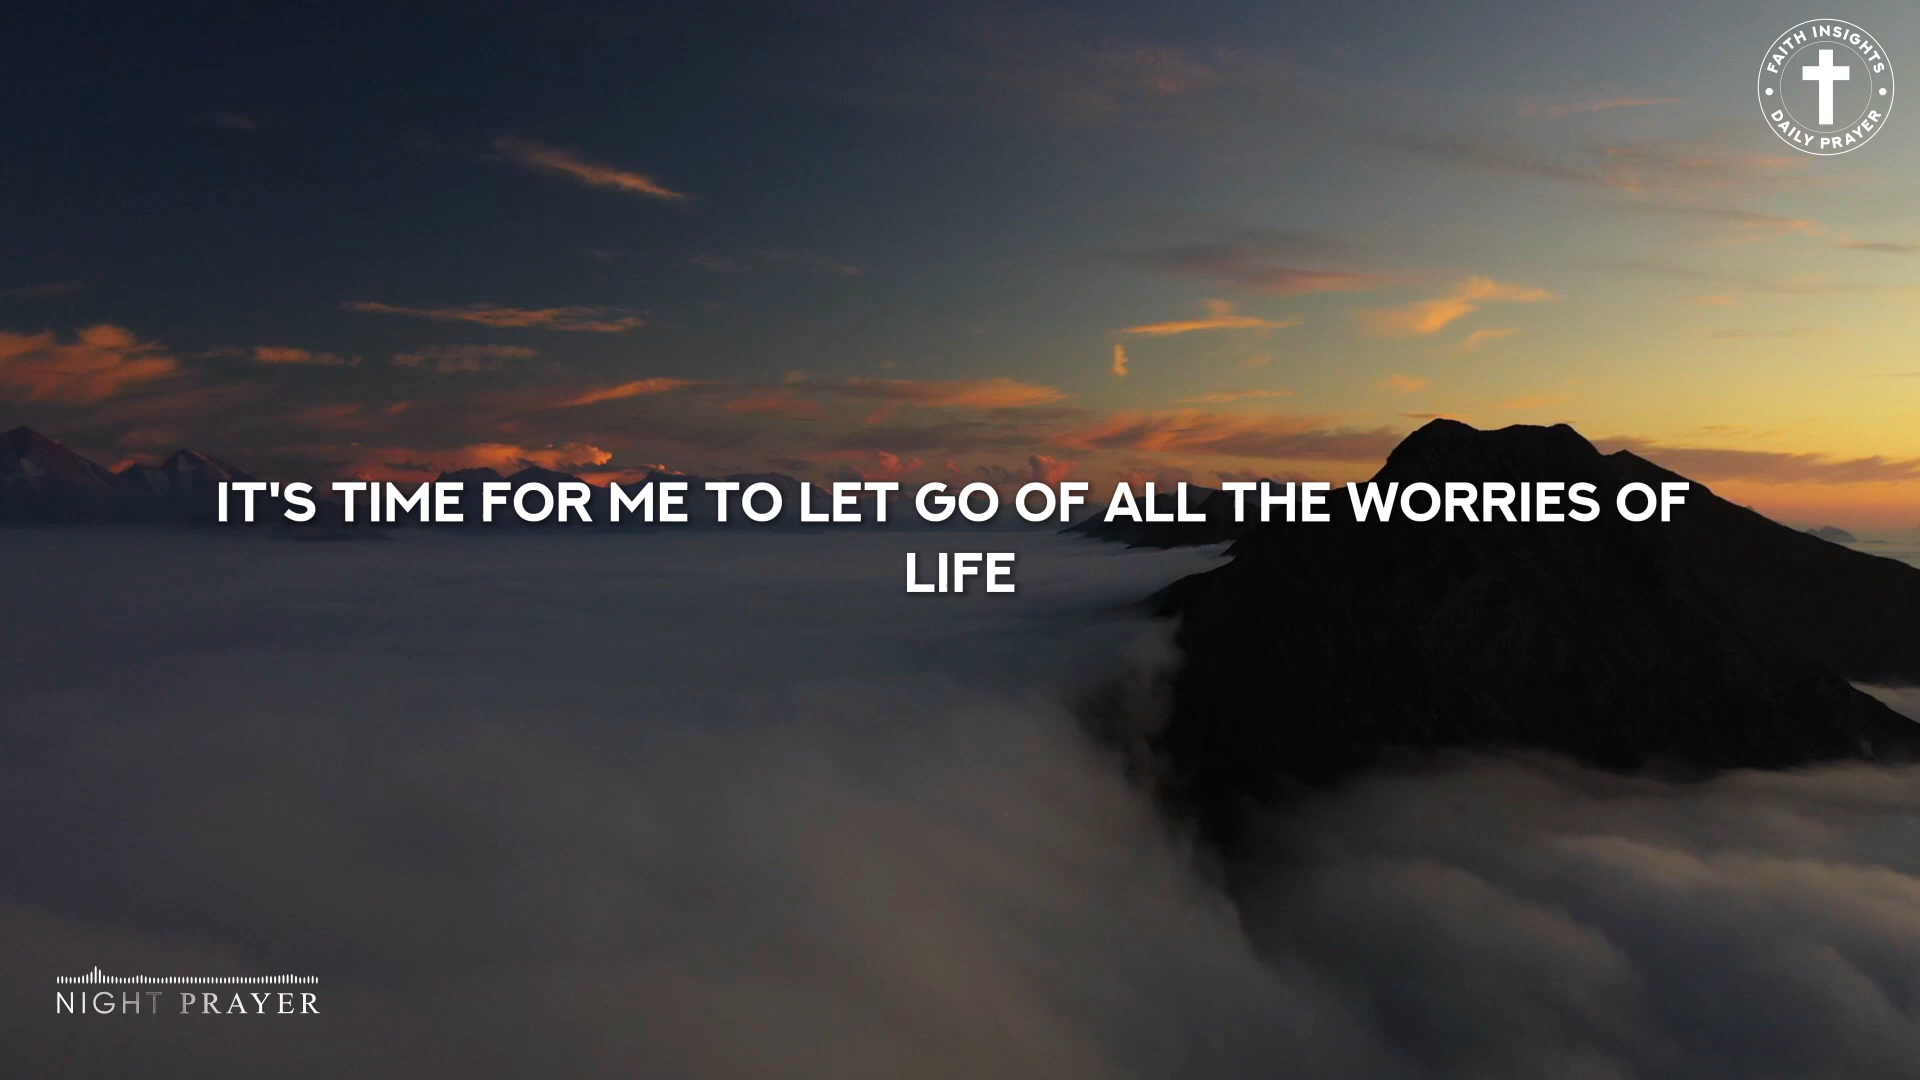 FAITH INSIGHTS
DAILY PRAYER
IT'S TIME FOR ME TO LET GO OF ALL THE WORRIES OF
LIFE
NIGHT PRAYER